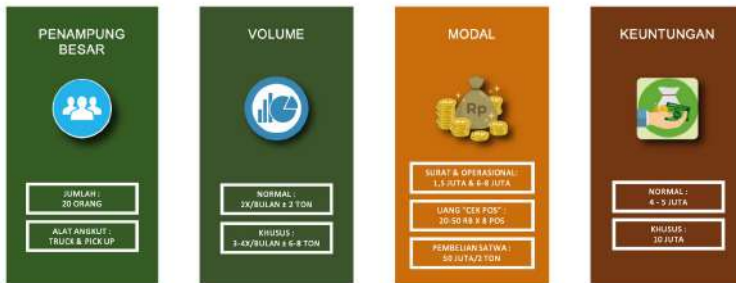 PENAMPUNG
BESAR
JUMLAH :
20 ORANG
ALAT ANGKUT :
TRUCK & PICK UP
VOLUME
NORMAL :
2X/BULAN ± 2 TON
KHUSUS :
3-4X/BULAN ± 6-8 TON
MODAL
Rp
SURAT & OPERASIONAL:
1,5 JUTA & 6-8 JUTA
UANG "CEK POS" :
20-50 RB X 8 POS
PEMBELIAN SATWA :
50 JUTA/2 TON
KEUNTUNGAN
NORMAL :
4 - 5 JUTA
KHUSUS :
10 JUTA